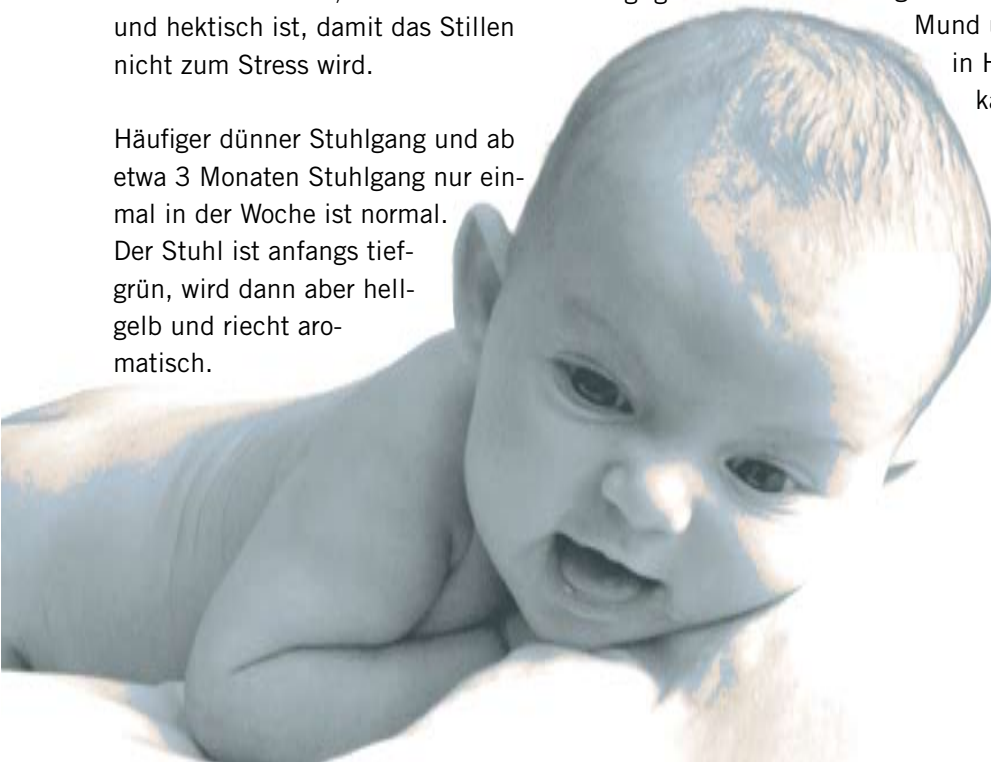 und hektisch ist, damit das Stillen
nicht zum Stress wird.
Häufiger dünner Stuhlgang und ab
etwa 3 Monaten Stuhlgang nur ein-
mal in der Woche ist normal.
Der Stuhl ist anfangs tief-
grün, wird dann aber hell-
gelb und riecht aro-
matisch.
Mund
in